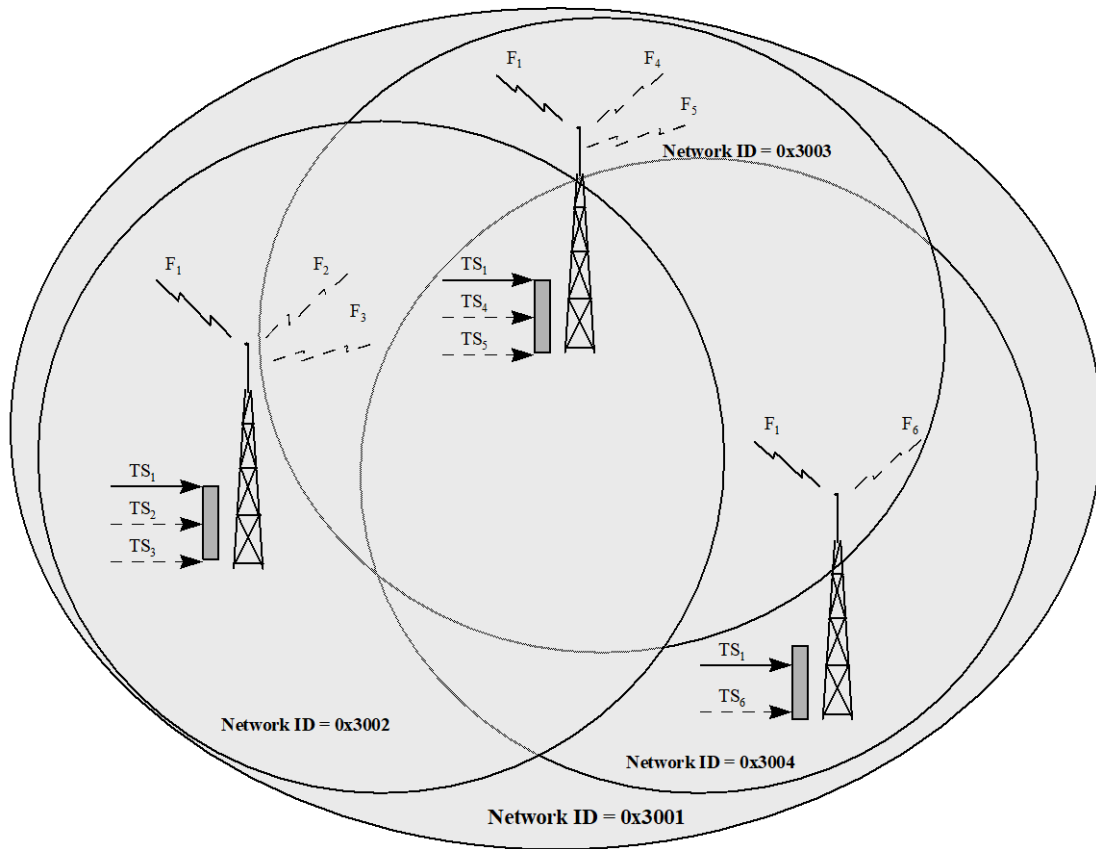 F₁
F₄
F₅
Network ID = 0x3003
F₁
F₂
F₃
TS₁
TS₄
TS₅
F₁
F₆
TS₁
TS₂
TS₃
TS₁
TS₆
Network ID = 0x3002
Network ID = 0x3004
Network ID = 0x3001